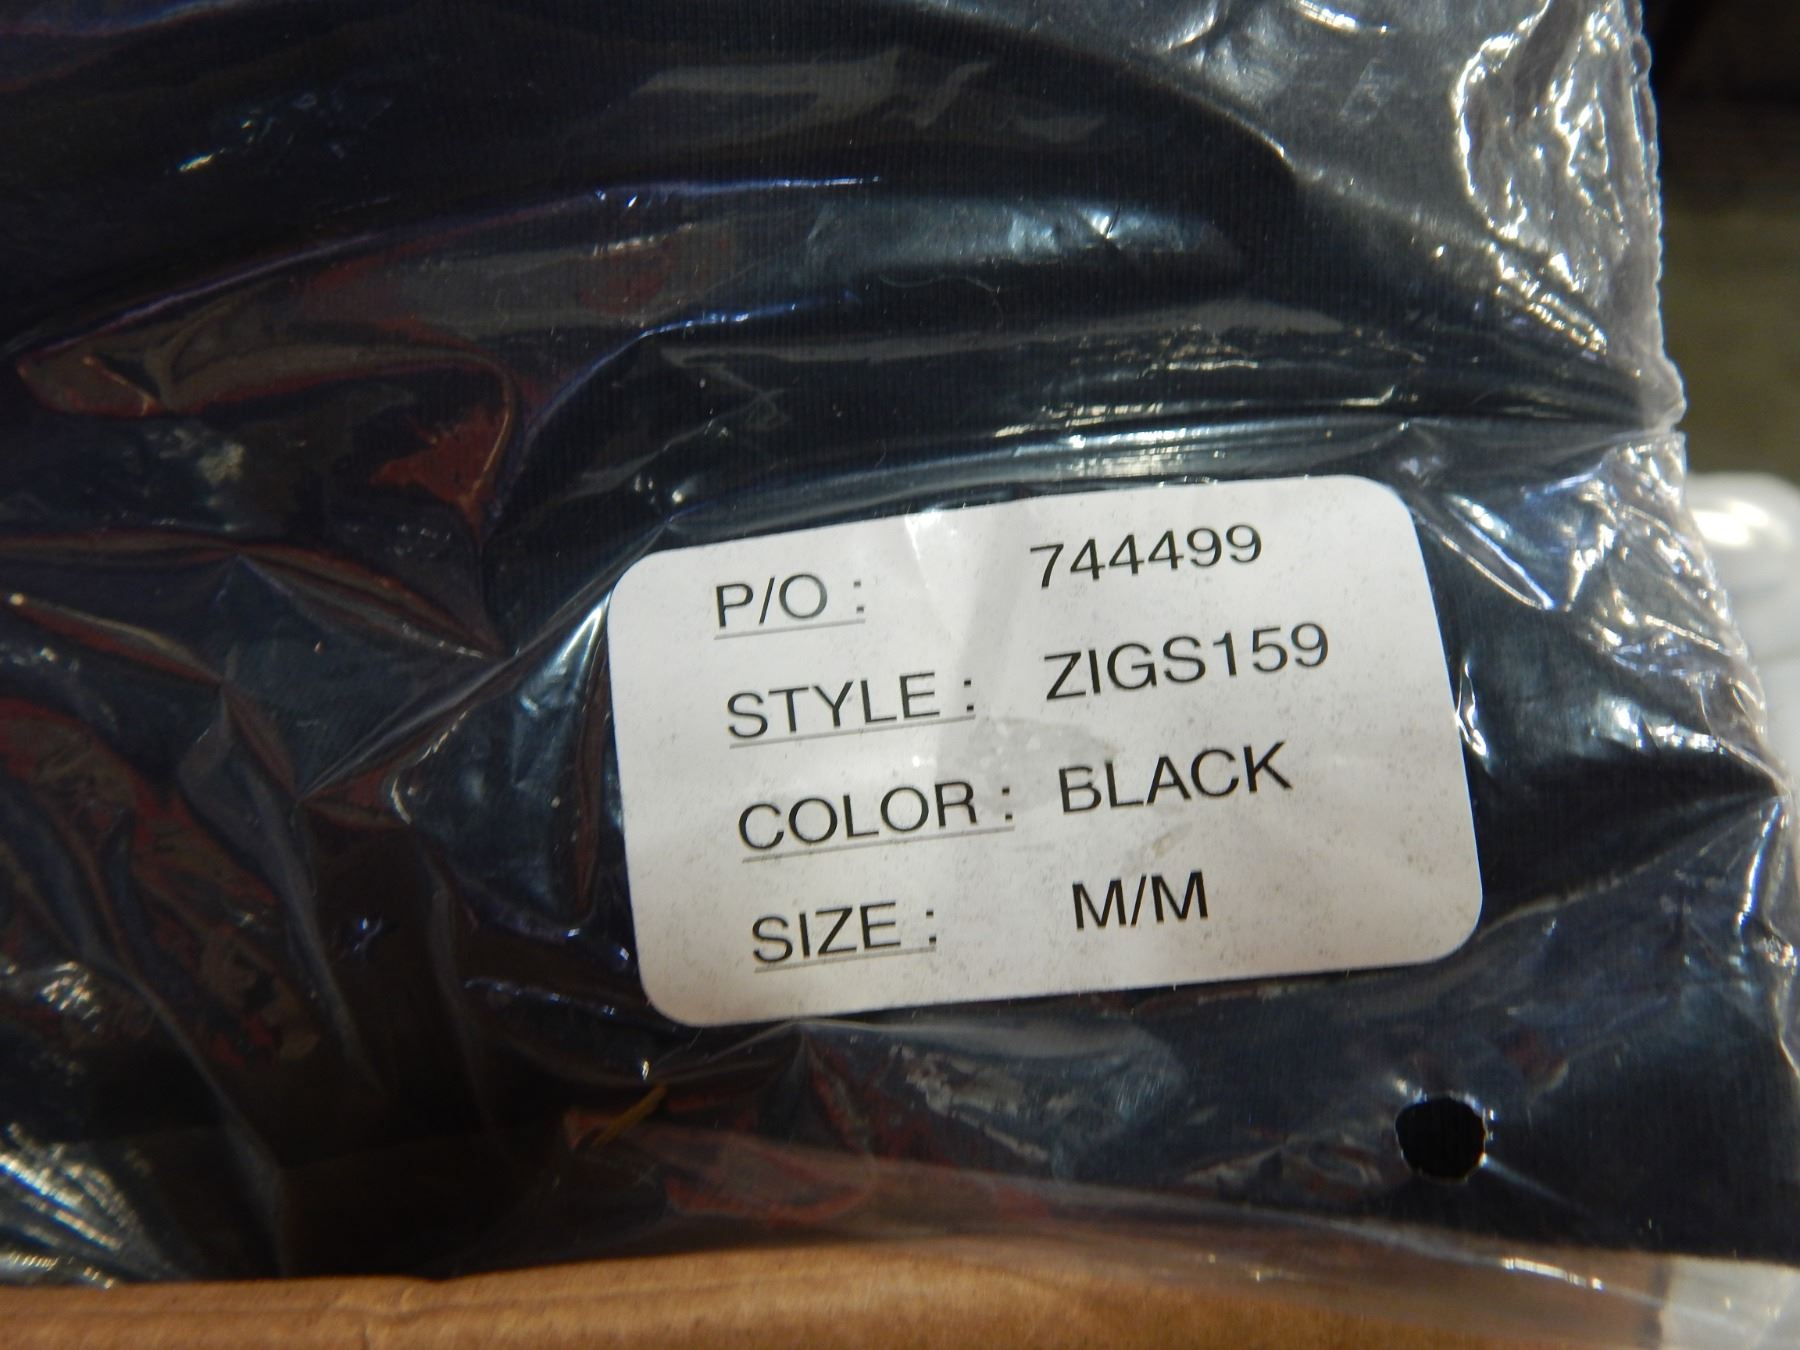 P/O : 744499
STYLE : ZIGS159
COLOR : BLACK
SIZE : M/M